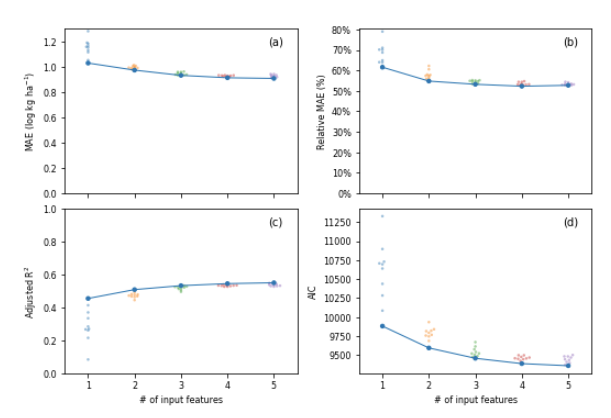 (a)
MAE (log kg ha⁻¹)
1.2
1.0
0.8
0.6
0.4
0.2
0.0
(b)
Relative MAE (%)
80%
70%
60%
50%
40%
30%
20%
10%
0%
(c)
Adjusted R²
1.0
0.8
0.6
0.4
0.2
0.0
1 2 3 4 5
# of input features
(d)
AIC
11250
11000
10750
10500
10250
10000
9750
9500
1 2 3 4 5
# of input features